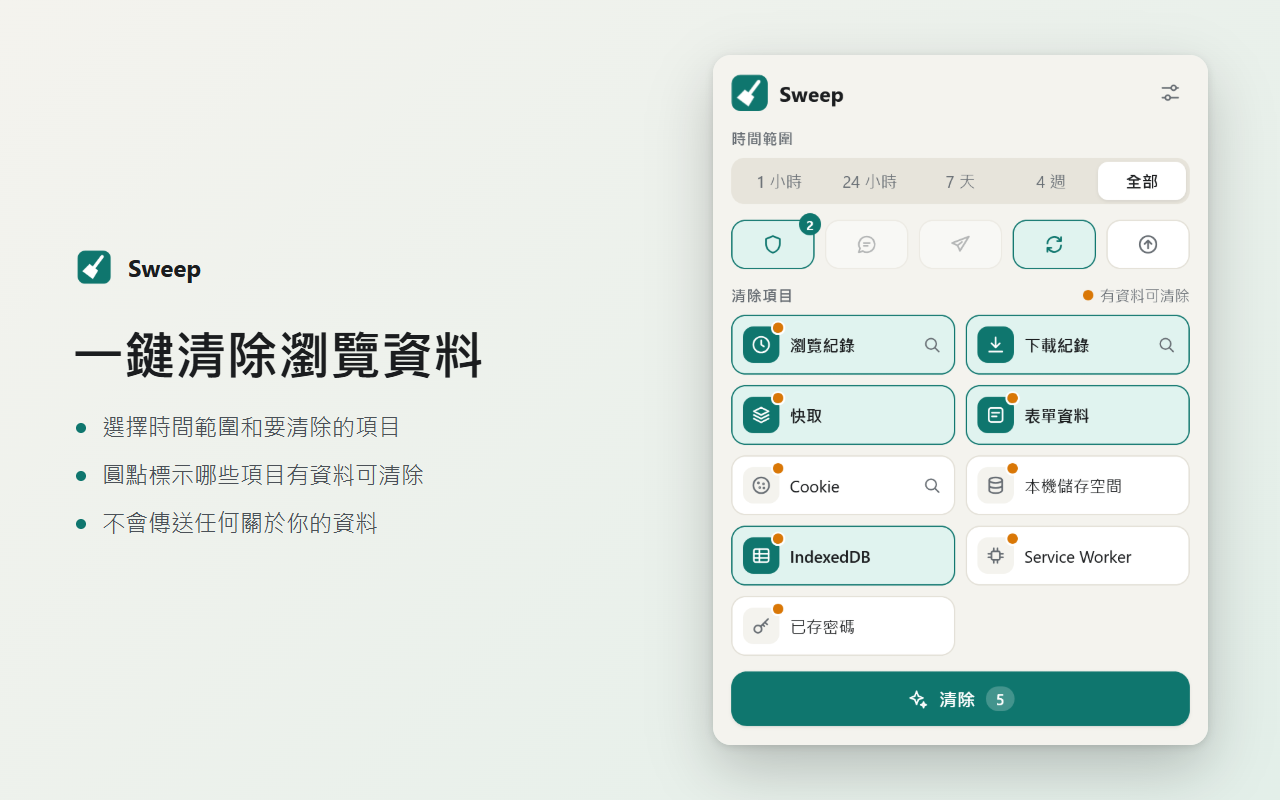 Sweep
一鍵清除瀏覽資料
選擇時間範圍和要清除的項目
圓點標示哪些項目有資料可清除
不會傳送任何關於你的資料
Sweep
時間範圍
1 小時 24 小時 7 天 4 週 全部
2
清除項目 有資料可清除
瀏覽紀錄 下載紀錄
快取 表單資料
Cookie 本機儲存空間
IndexedDB Service Worker
已存密碼
清除 5